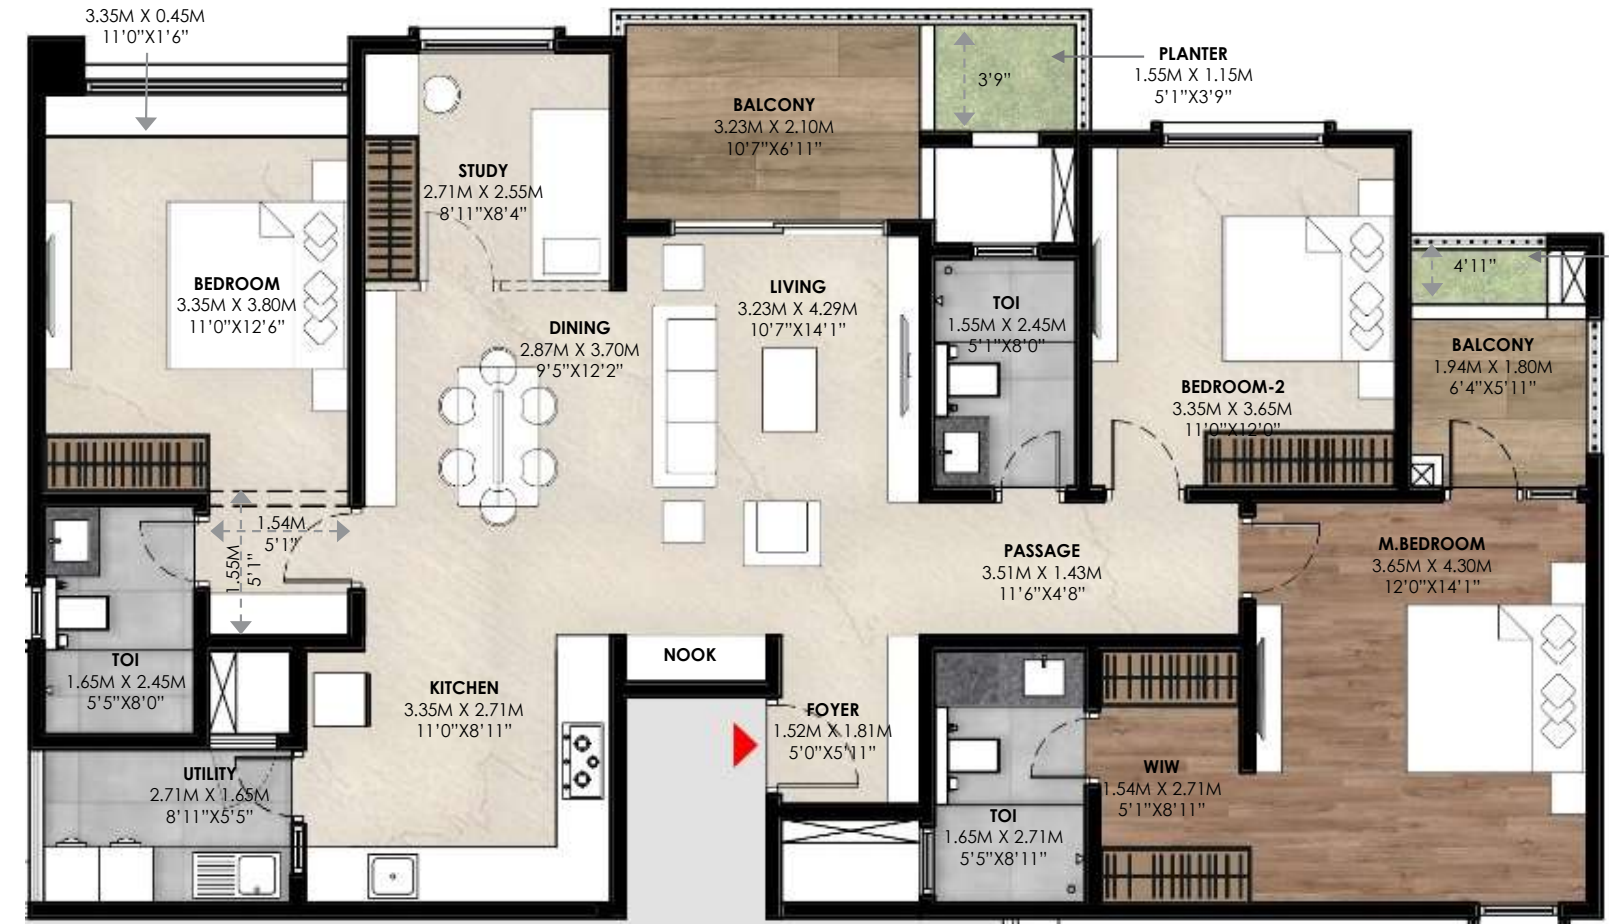 3.35M X 0.45M
11'0"X1'6"
PLANTER
1.55M X 1.15M
5'1"X3'9"
3'9"
BALCONY
3.23M X 2.10M
10'7"X6'11"
STUDY
2.71M X 2.55M
8'11"X8'4"
BEDROOM
3.35M X 3.80M
11'0"X12'6"
LIVING
3.23M X 4.29M
10'7"X14'1"
DINING
2.87M X 3.70M
9'5"X12'2"
TOI
1.55M X 2.45M
5'1"X8'0"
4'11"
BALCONY
1.94M X 1.80M
6'4"X5'11"
BEDROOM-2
3.35M X 3.65M
11'0"X12'0"
1.54M
5'1"
1.55M
5'1"
PASSAGE
3.51M X 1.43M
11'6"X4'8"
M.BEDROOM
3.65M X 4.30M
12'0"X14'1"
TOI
1.65M X 2.45M
5'5"X8'0"
NOOK
KITCHEN
3.35M X 2.71M
11'0"X8'11"
FOYER
1.52M X 1.81M
5'0"X5'11"
UTILITY
2.71M X 1.65M
8'11"X5'5"
WIW
1.54M X 2.71M
5'1"X8'11"
TOI
1.65M X 2.71M
5'5"X8'11"